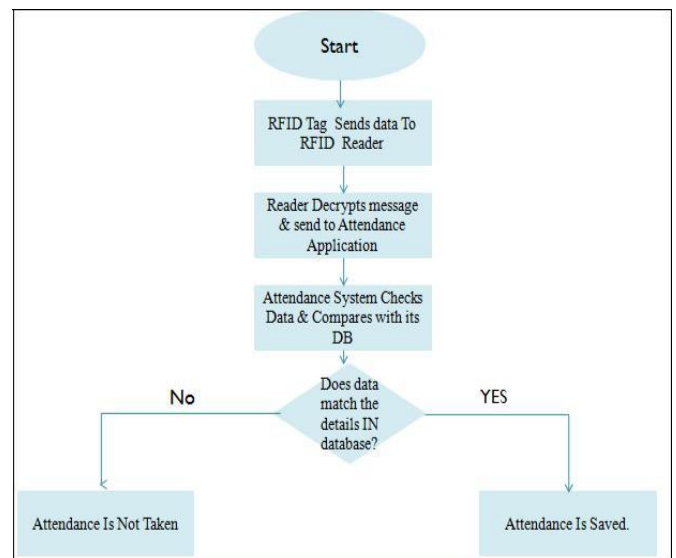 Start
RFID Tag Sends data To
RFID Reader
Reader Decrypts message
& send to Attendance
Application
Attendance System Checks
Data & Compares with its
DB
Does data
match the
details IN
database?
No
YES
Attendance Is Not Taken
Attendance Is Saved.